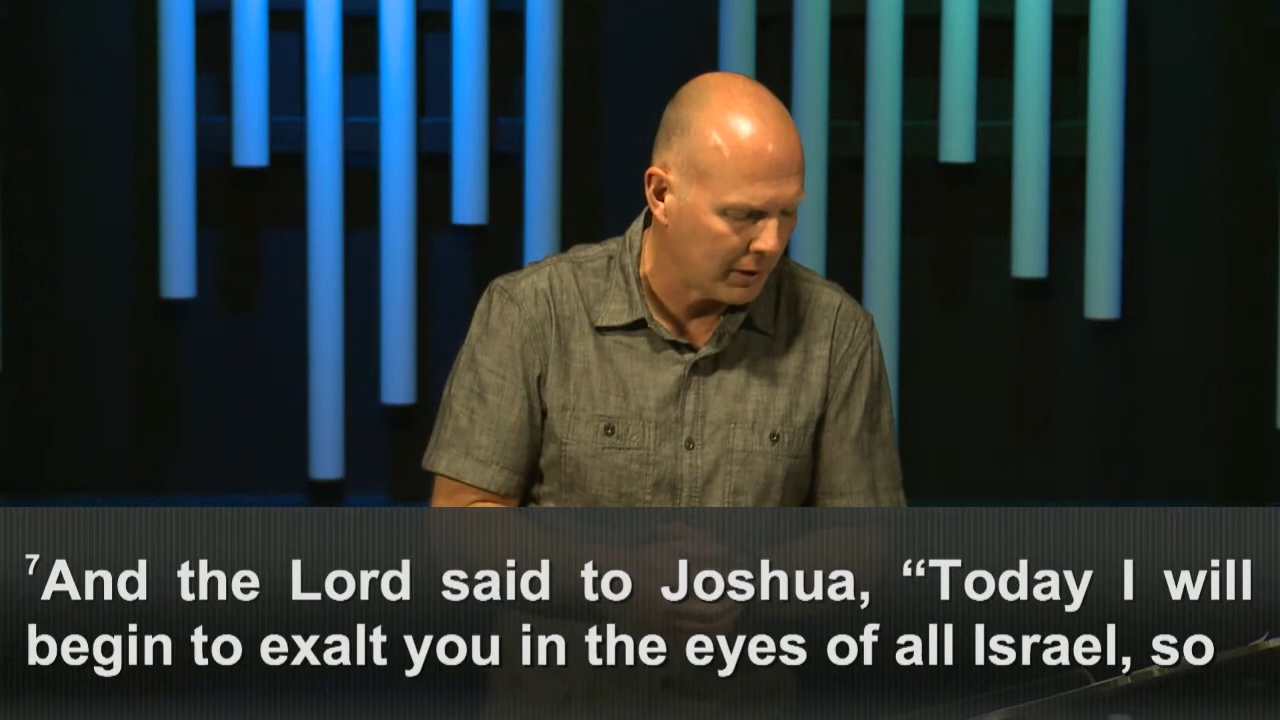 ⁷And the Lord said to Joshua, “Today I will
begin to exalt you in the eyes of all Israel, so